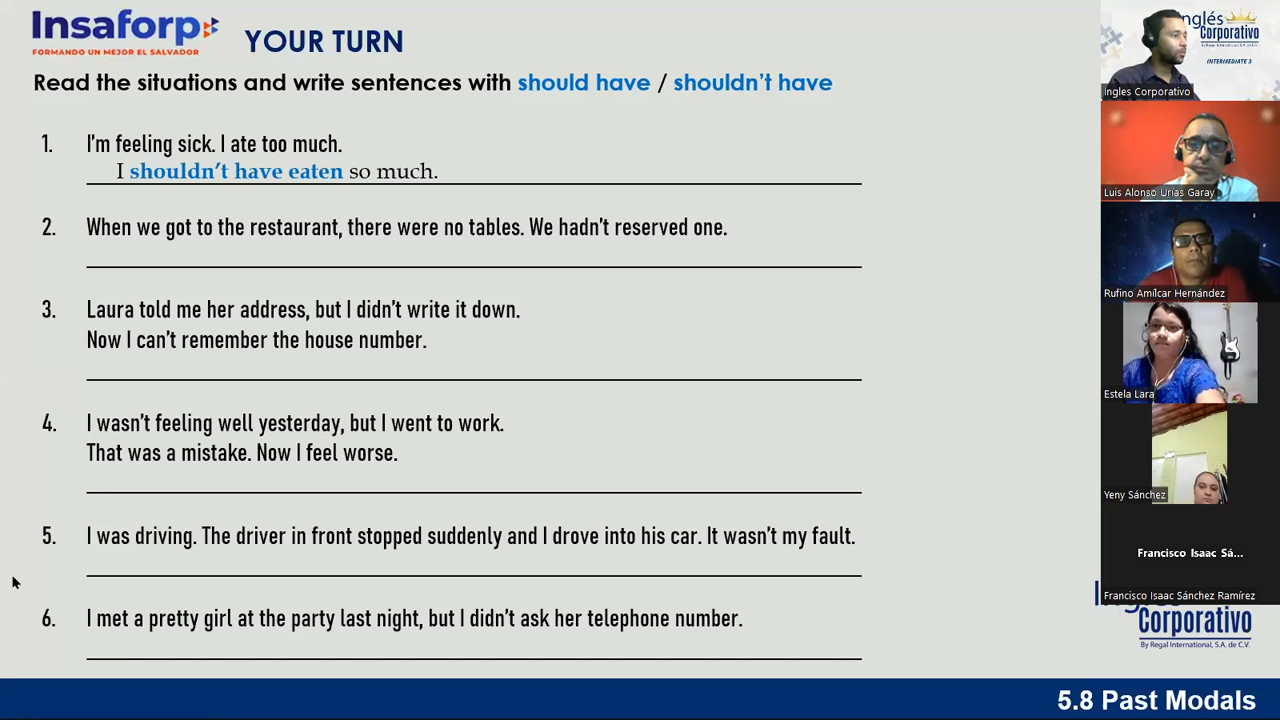 Insaforp
FORMANDO UN MEJOR EL SALVADOR
YOUR TURN
Read the situations and write sentences with should have / shouldn't have
1. I'm feeling sick. I ate too much.
I shouldn't have eaten so much.
2. When we got to the restaurant, there were no tables. We hadn't reserved one.
3. Laura told me her address, but I didn't write it down.
Now I can't remember the house number.
4. I wasn't feeling well yesterday, but I went to work.
That was a mistake. Now I feel worse.
5. I was driving. The driver in front stopped suddenly and I drove into his car. It wasn't my fault.
6. I met a pretty girl at the party last night, but I didn't ask her telephone number.
5.8 Past Modals
Inglés
Corporativo
By Regal International, S.A. de C.V.
INTERMEDIATE 3
Ingles Corporativo
Luis Alonso Urias Garay
Rufino Amílcar Hernández
Estela Lara
Yeny Sánchez
Francisco Isaac Sá...
Francisco Isaac Sánchez Ramírez
Corporativo
By Regal International, S.A. de C.V.